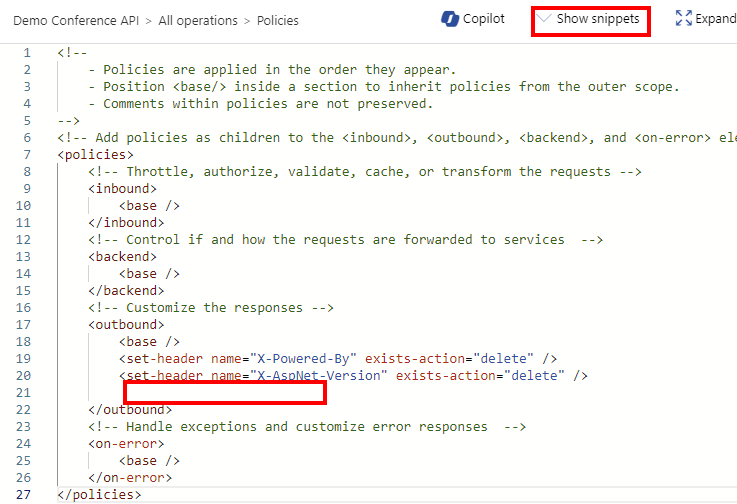 Demo Conference API > All operations > Policies
Copilot
Show snippets
Expand
1 <!--
2 - Policies are applied in the order they appear.
3 - Position <base/> inside a section to inherit policies from the outer scope.
4 - Comments within policies are not preserved.
5 -->
6 <!-- Add policies as children to the <inbound>, <outbound>, <backend>, and <on-error> ele
7 <policies>
8 <!-- Throttle, authorize, validate, cache, or transform the requests -->
9 <inbound>
10 <base />
11 </inbound>
12 <!-- Control if and how the requests are forwarded to services  -->
13 <backend>
14 <base />
15 </backend>
16 <!-- Customize the responses -->
17 <outbound>
18 <base />
19 <set-header name="X-Powered-By" exists-action="delete" />
20 <set-header name="X-AspNet-Version" exists-action="delete" />
21
22 </outbound>
23 <!-- Handle exceptions and customize error responses  -->
24 <on-error>
25 <base />
26 </on-error>
27 </policies>